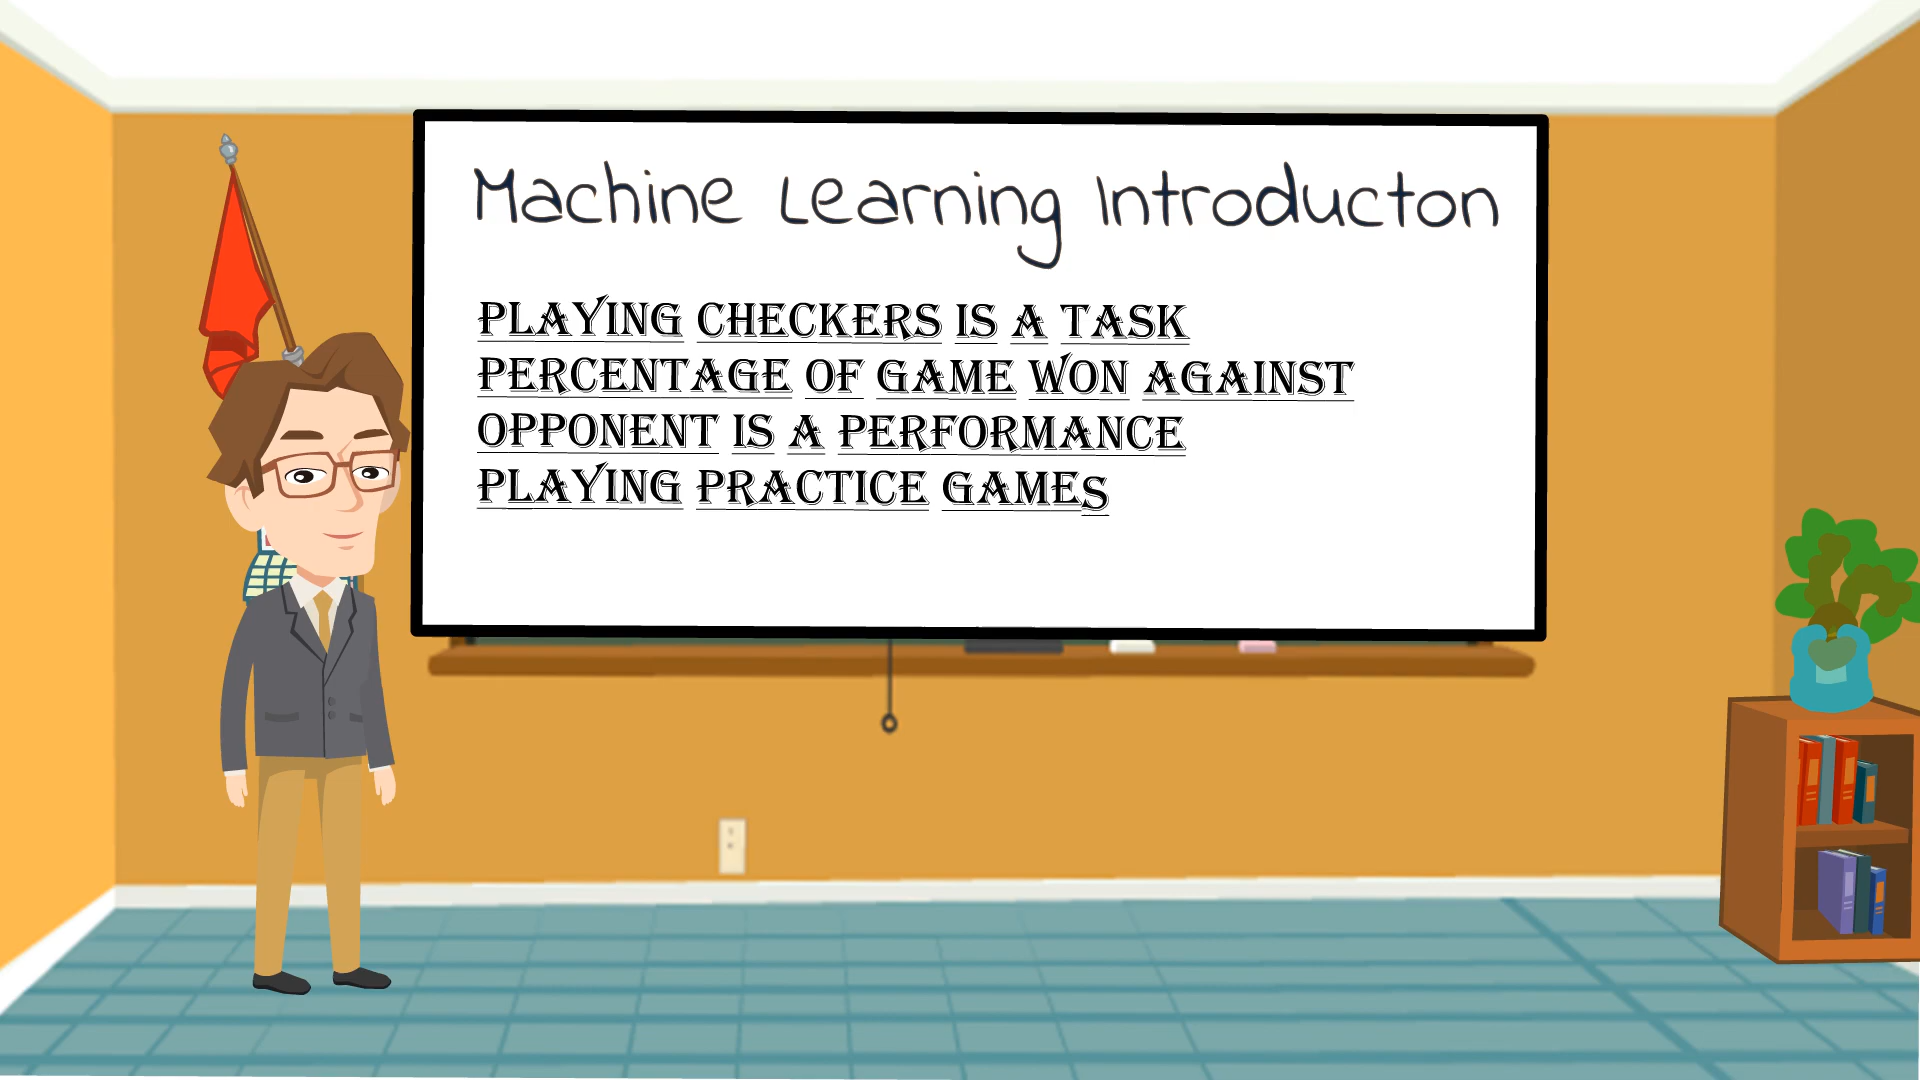 Machine Learning Introducton
PLAYING CHECKERS IS A TASK
PERCENTAGE OF GAME WON AGAINST
OPPONENT IS A PERFORMANCE
PLAYING PRACTICE GAMES